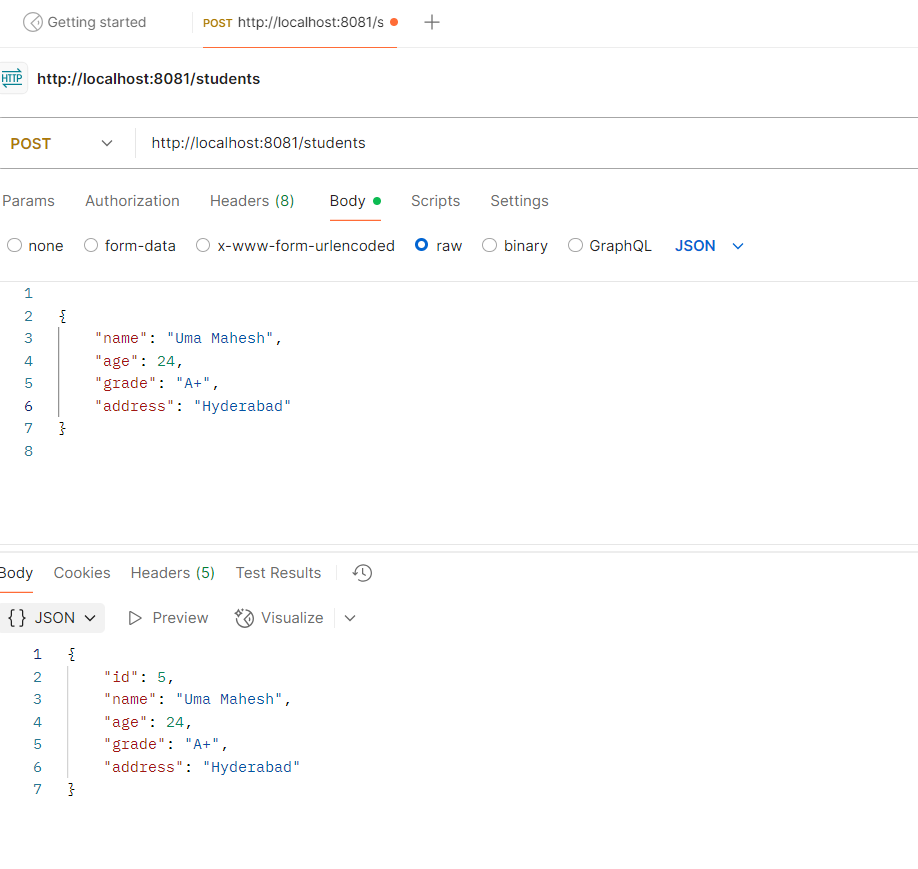 Getting started POST http://localhost:8081/s
HTTP http://localhost:8081/students
POST http://localhost:8081/students
Params Authorization Headers (8) Body Scripts Settings
none form-data x-www-form-urlencoded raw binary GraphQL JSON
1
2 {
3 "name": "Uma Mahesh",
4 "age": 24,
5 "grade": "A+",
6 "address": "Hyderabad"
7 }
8
Body Cookies Headers (5) Test Results
{} JSON Preview Visualize
1 {
2 "id": 5,
3 "name": "Uma Mahesh",
4 "age": 24,
5 "grade": "A+",
6 "address": "Hyderabad"
7 }